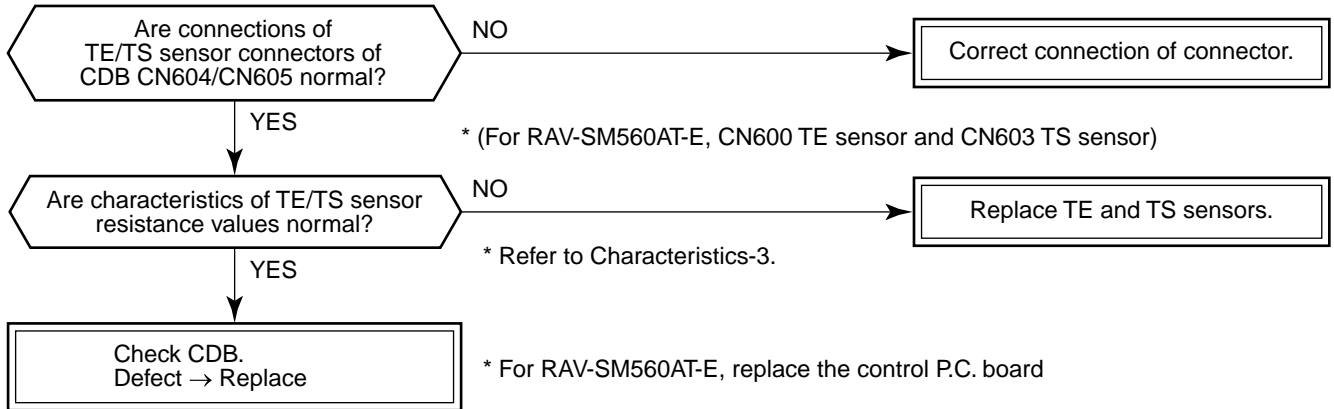 Are connections of
TE/TS sensor connectors of
CDB CN604/CN605 normal?
NO
Correct connection of connector.
YES
* (For RAV-SM560AT-E, CN600 TE sensor and CN603 TS sensor)
Are characteristics of TE/TS sensor
resistance values normal?
NO
Replace TE and TS sensors.
* Refer to Characteristics-3.
YES
Check CDB.
Defect → Replace
* For RAV-SM560AT-E, replace the control P.C. board